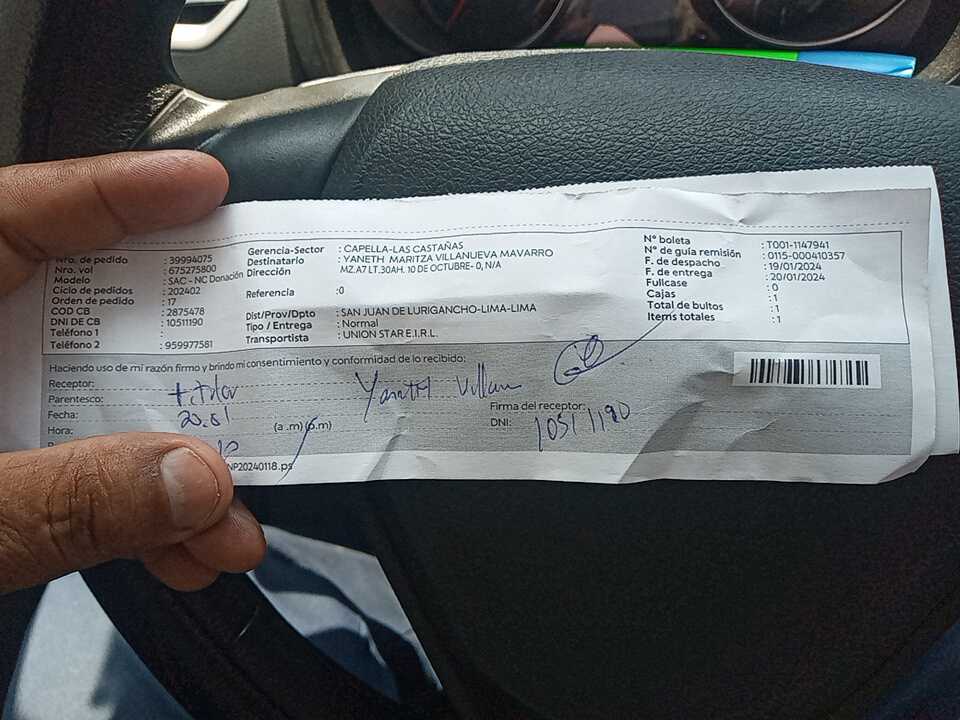 Nro. de pedido : 39994075
Nro. vol : 675275800
Modelo : SAC - NC Donación
Ciclo de pedidos : 202402
Orden de pedido : 17
COD CB : 2875478
DNI DE CB : 10511190
Teléfono 1 :
Teléfono 2 : 959977581
Gerencia-Sector : CAPELLA-LAS CASTAÑAS
Destinatario : YANETH MARITZA VILLANUEVA MAVARRO
Dirección MZ.A7 LT.30AH. 10 DE OCTUBRE- 0, N/A
Referencia :0
Dist/Prov/Dpto : SAN JUAN DE LURIGANCHO-LIMA-LIMA
Tipo / Entrega : Normal
Transportista : UNION STAR E.I.R.L.
N° boleta : T001-1147941
N° de guía remisión : 0115-000410357
F. de despacho : 19/01/2024
F. de entrega : 20/01/2024
Fullcase : 0
Cajas : 1
Total de bultos : 1
Items totales : 1
Haciendo uso de mi razón firmo y brindo mi consentimiento y conformidad de lo recibido:
Receptor: Yaneth Villan
Parentesco: titular
Fecha: 20.01
Hora: (a .m) (p.m)
Firma del receptor:
DNI: 10511190
NP20240118.ps